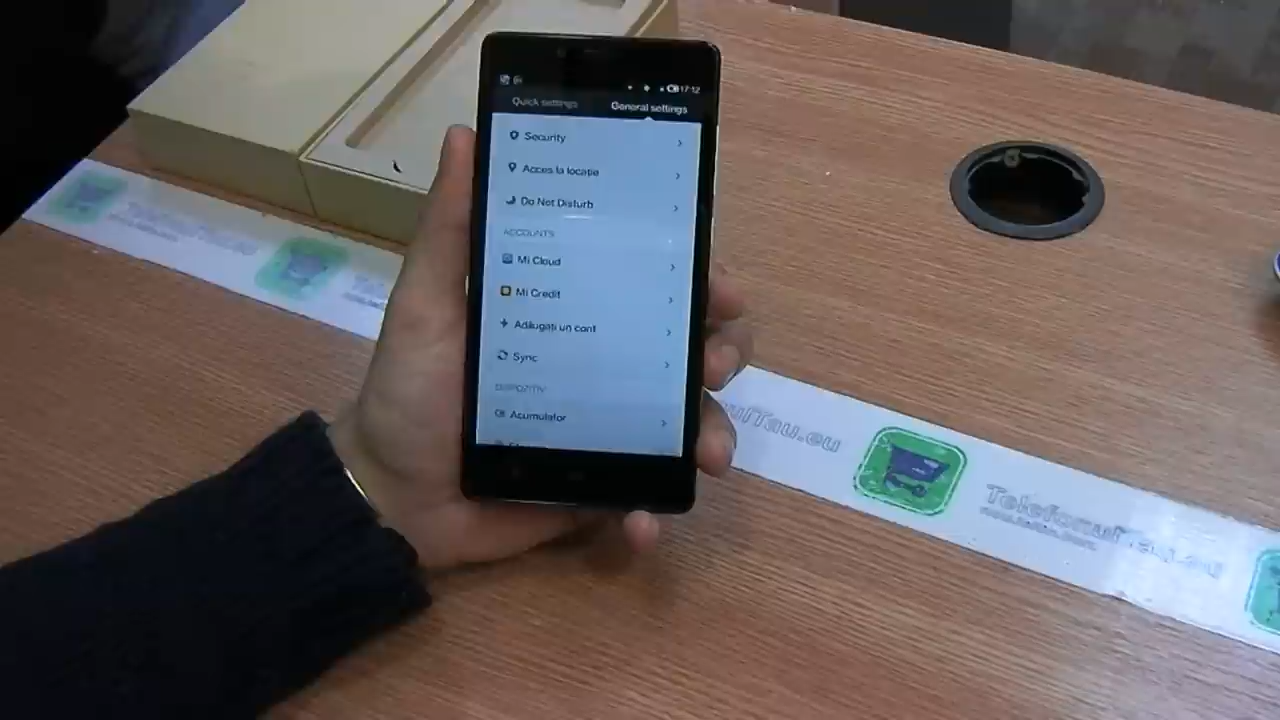 17:12
Quick settings
General settings
Security
Acces la locație
Do Not Disturb
ACCOUNTS
Mi Cloud
Mi Credit
Adăugați un cont
Sync
DISPOZITIV
Acumulator
TelefonulTau.eu